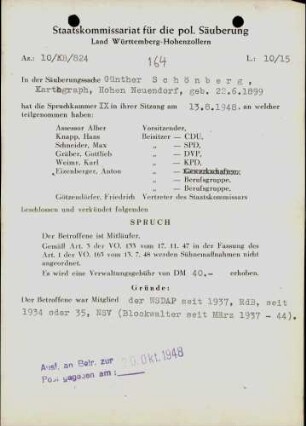 Staatskommissariat für die pol. Säuberung
Land Württemberg-Hohenzollern
Az.: 10/KB/824
164
L.: 10/15
In der Säuberungssache Günther Schönberg,
Kartograph, Hohen Neuendorf, geb. 22.6.1899
hat die Spruchkammer IX in ihrer Sitzung am 13.8.1948. an welcher
teilgenommen haben:
Assessor Alber Vorsitzender,
Knapp, Hans Beisitzer — CDU,
Schneider, Max „ — SPD,
Gruber, Gottlieb „ — DVP,
Weimer, Karl „ — KPD,
Eizenberger, Anton „ — Gewerkschaften,
„ — Berufsgruppe,
„ — Berufsgruppe,
Götzendörfer, Friedrich Vertreter des Staatskommissars
beschlossen und verkündet folgenden
SPRUCH
Der Betroffene ist Mitläufer.
Gemäß Art. 3 der VO. 133 vom 17. 11. 47 in der Fassung des
Art. 1 der VO. 165 vom 13. 7. 48 werden Sühnemaßnahmen nicht
angeordnet.
Es wird eine Verwaltungsgebühr von DM 40.— erhoben.
Gründe:
Der Betroffene war Mitglied der NSDAP seit 1937, RdB, seit
1934 oder 35, NSV (Blockwalter seit März 1937 - 44).
Ausf. an Betr. zur
Post gegeben am: Okt. 1948